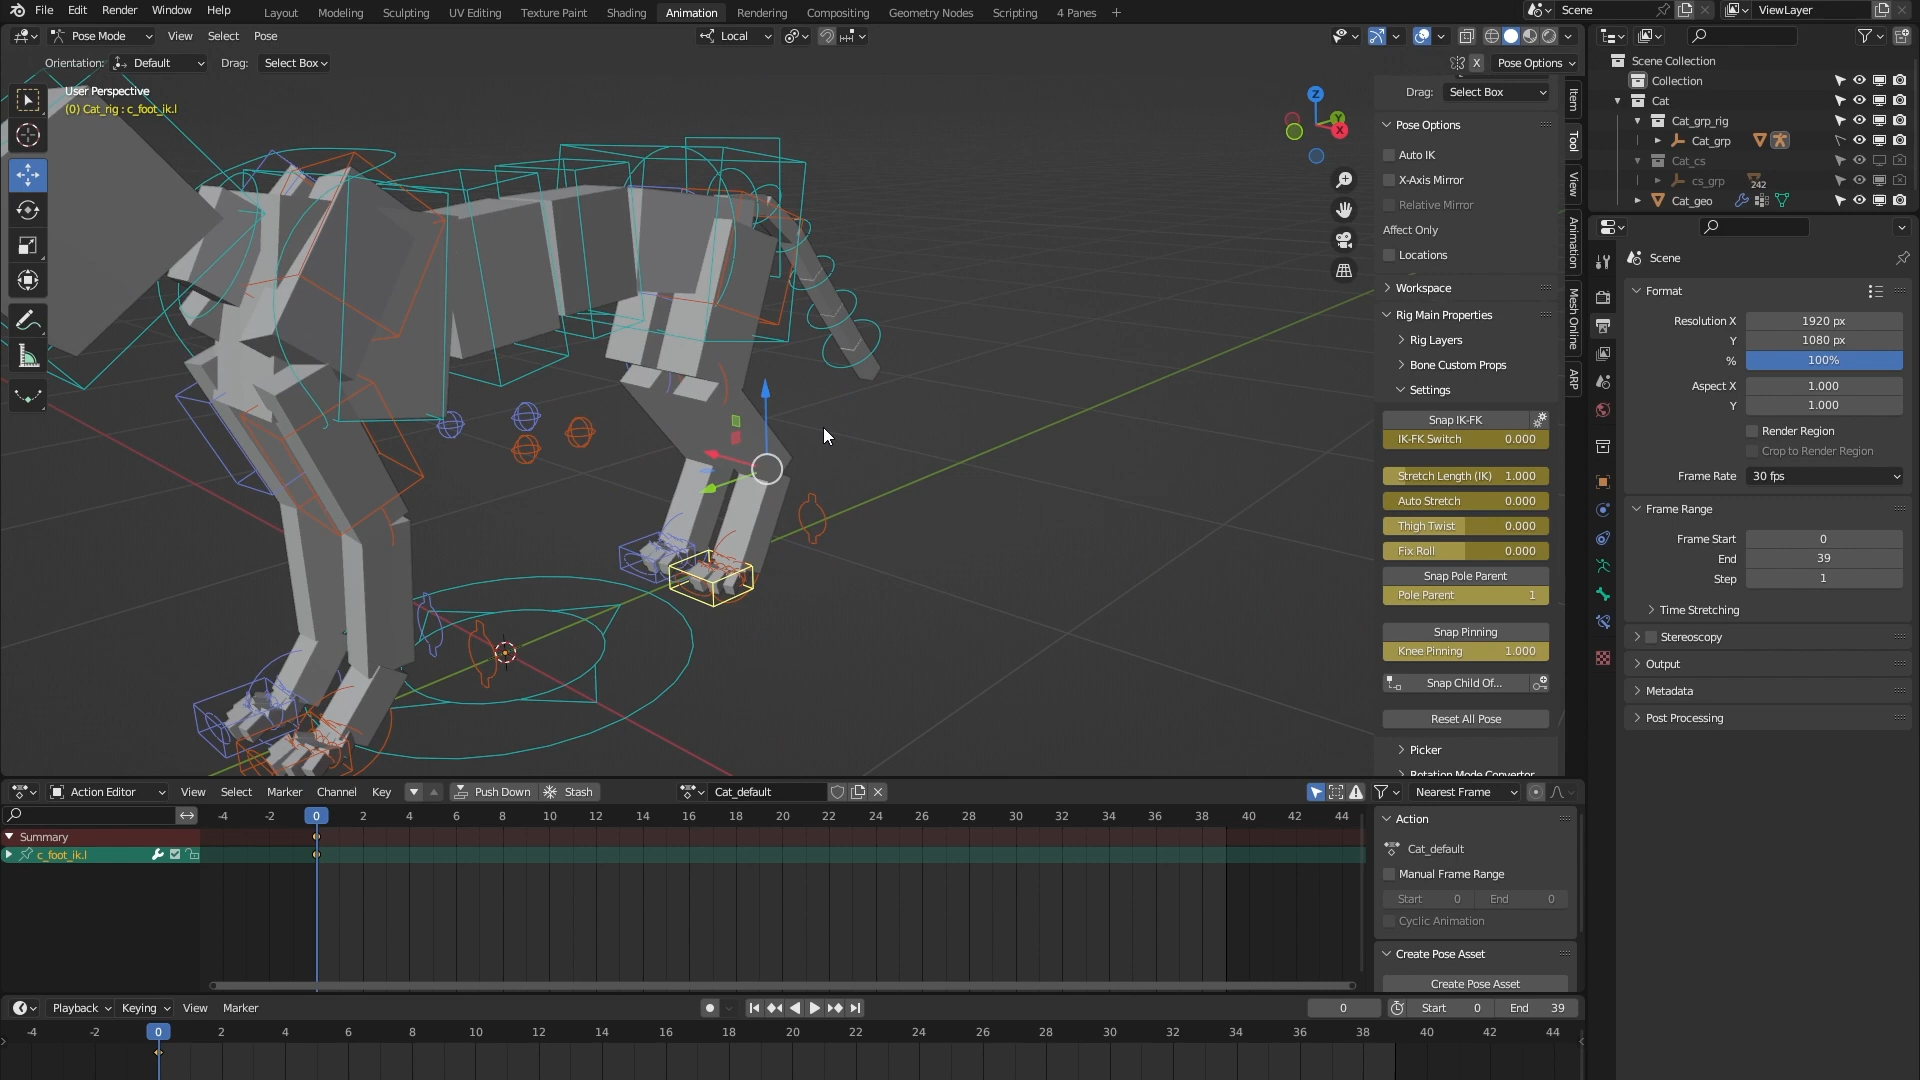 File Edit Render Window Help Layout Modeling Sculpting UV Editing Texture Paint Shading Animation Rendering Compositing Geometry Nodes Scripting 4 Panes + Scene ViewLayer
Pose Mode View Select Pose Local
Orientation: Default Drag: Select Box X Pose Options
User Perspective
(0) Cat_rig : c_foot_ik.l
Z
Y
X
Drag: Select Box
Pose Options
Auto IK
X-Axis Mirror
Relative Mirror
Affect Only
Locations
Workspace
Rig Main Properties
Rig Layers
Bone Custom Props
Settings
Snap IK-FK
IK-FK Switch 0.000
Stretch Length (IK) 1.000
Auto Stretch 0.000
Thigh Twist 0.000
Fix Roll 0.000
Snap Pole Parent
Pole Parent 1
Snap Pinning
Knee Pinning 1.000
Snap Child Of...
Reset All Pose
Picker
Rotation Mode Convertor
Item
Tool
View
Animation
Mesh Online
ARP
Scene Collection
Collection
Cat
Cat_grp_rig
Cat_grp
Cat_cs
cs_grp 242
Cat_geo
Scene
Format
Resolution X 1920 px
Y 1080 px
% 100%
Aspect X 1.000
Y 1.000
Render Region
Crop to Render Region
Frame Rate 30 fps
Frame Range
Frame Start 0
End 39
Step 1
Time Stretching
Stereoscopy
Output
Metadata
Post Processing
Action Editor View Select Marker Channel Key Push Down Stash Cat_default Nearest Frame
-4 -2 0 2 4 6 8 10 12 14 16 18 20 22 24 26 28 30 32 34 36 38 40 42 44
Summary
c_foot_ik.l
Action
Cat_default
Manual Frame Range
Start 0 End 0
Cyclic Animation
Create Pose Asset
Create Pose Asset
Playback Keying View Marker 0 Start 0 End 39
-4 -2 0 2 4 6 8 10 12 14 16 18 20 22 24 26 28 30 32 34 36 38 40 42 44